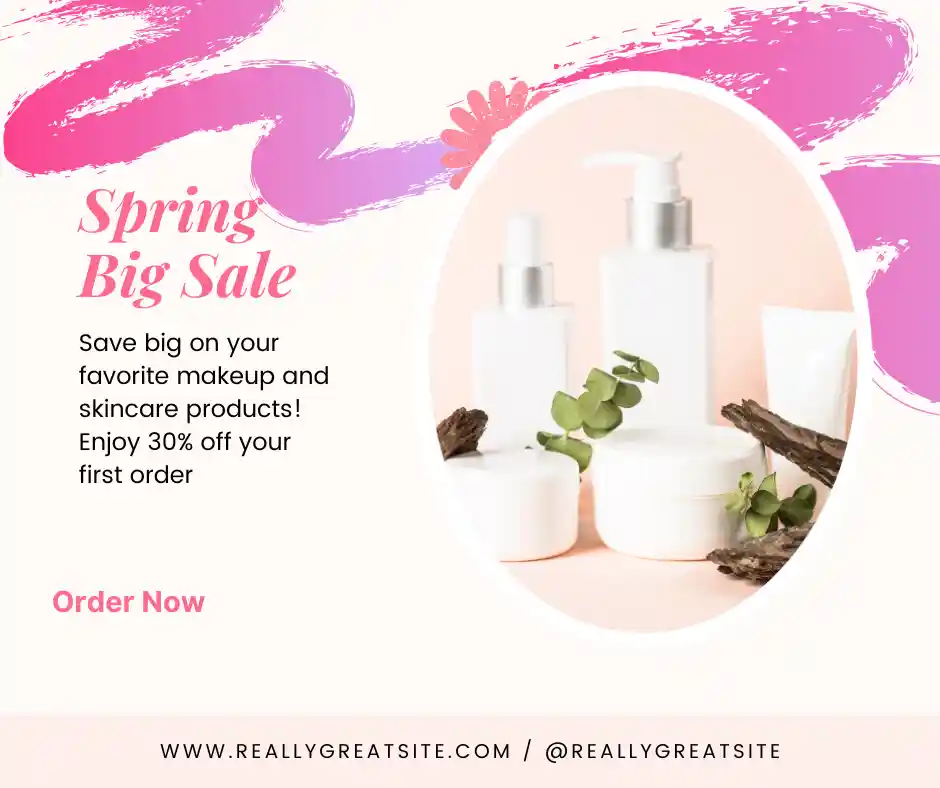 Spring
Big Sale
Save big on your
favorite makeup and
skincare products!
Enjoy 30% off your
first order
Order Now
WWW.REALLYGREATSITE.COM / @REALLYGREATSITE